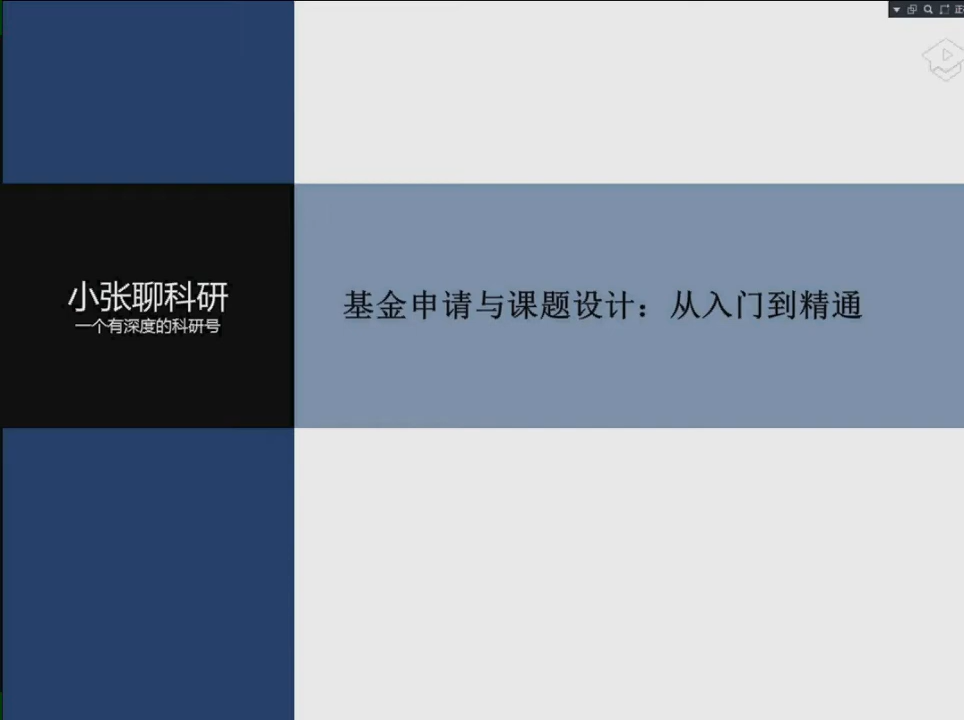 小张聊科研
一个有深度的科研号
基金申请与课题设计：从入门到精通